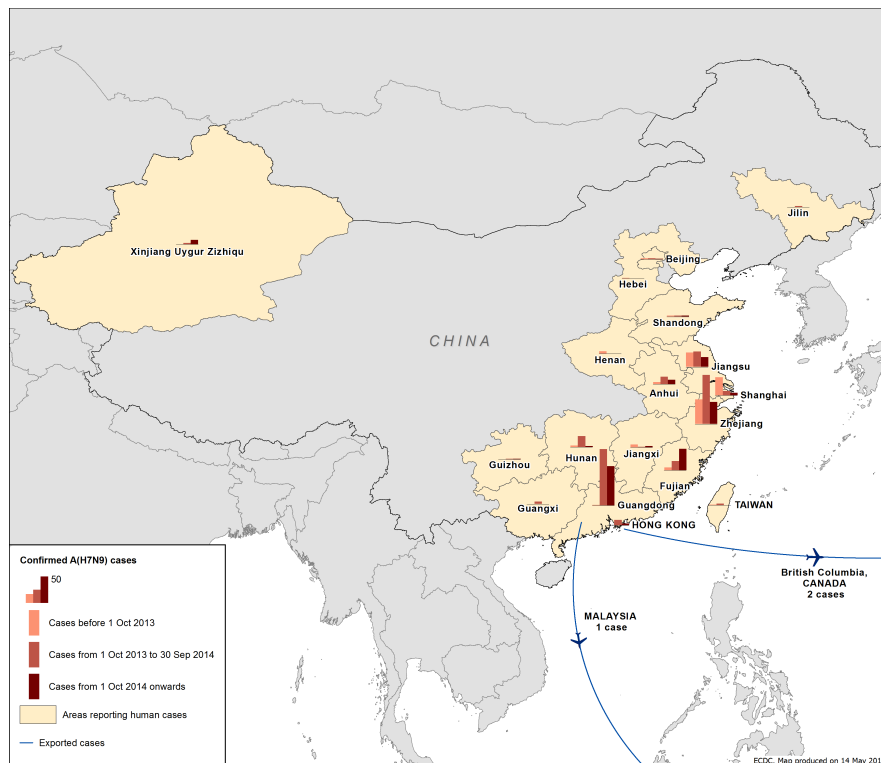 Jilin
Xinjiang Uygur Zizhiqu
Beijing
Hebei
Shandong
CHINA
Henan
Jiangsu
Anhui
Shanghai
Zhejiang
Hunan
Jiangxi
Guizhou
Fujian
Guangxi
Guangdong
TAIWAN
HONG KONG
Confirmed A(H7N9) cases
50
Cases before 1 Oct 2013
Cases from 1 Oct 2013 to 30 Sep 2014
Cases from 1 Oct 2014 onwards
Areas reporting human cases
Exported cases
British Columbia,
CANADA
2 cases
MALAYSIA
1 case
ECDC. Map produced on 14 May 201